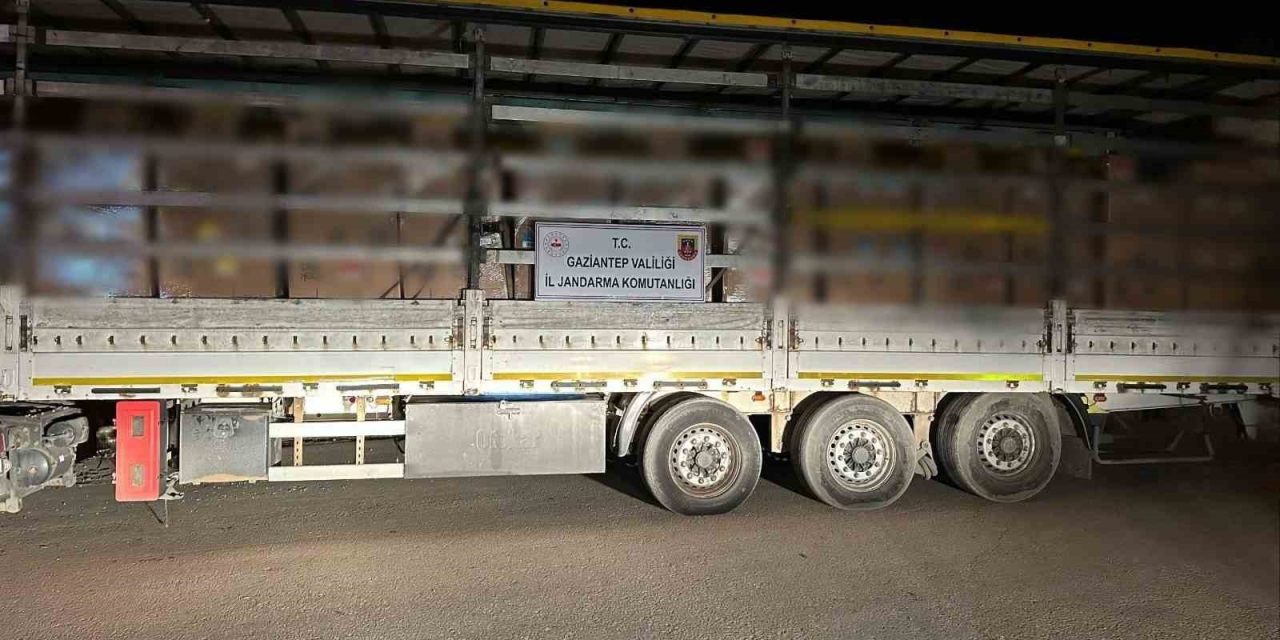 T.C.
GAZİANTEP VALİLİĞİ
İL JANDARMA KOMUTANLIĞI